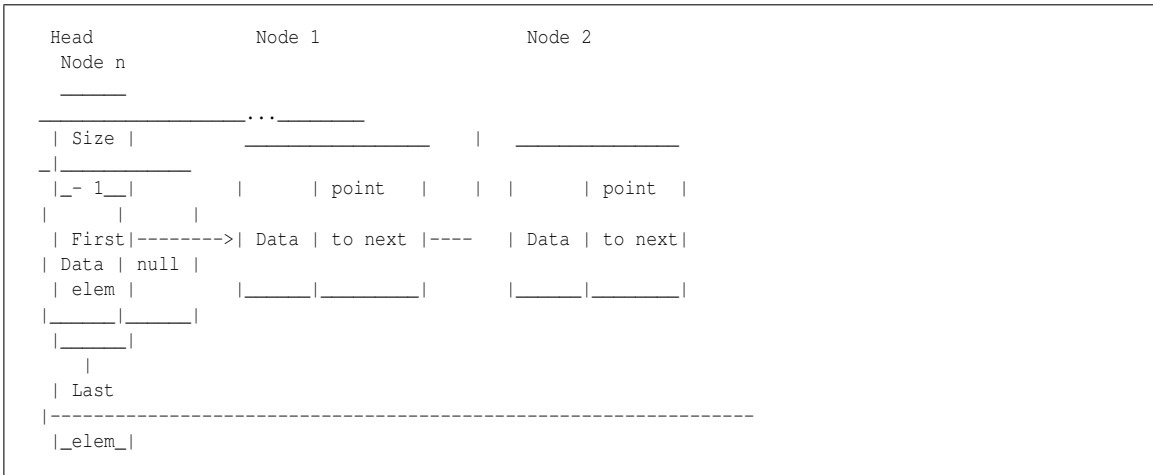 Head               Node 1                   Node 2
  Node n
  ______
___________________...________
 | Size |          _________________    |   _______________
_|____________
 |_- 1__|         |      | point   |    |  |      | point  |
|      |      |
 | First|-------->| Data | to next |----   | Data | to next|
| Data | null |
 | elem |         |______|_________|       |______|________|
|______|______|
 |______|
    |
 | Last
|-----------------------------------------------------------------
 |_elem_|